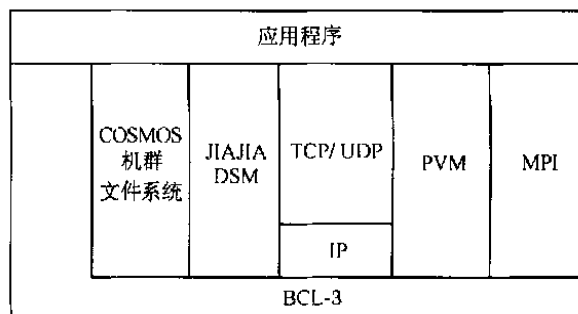 应用程序
COSMOS
机群
文件系统
JIAJIA
DSM
TCP/ UDP
IP
PVM
MPI
BCL-3